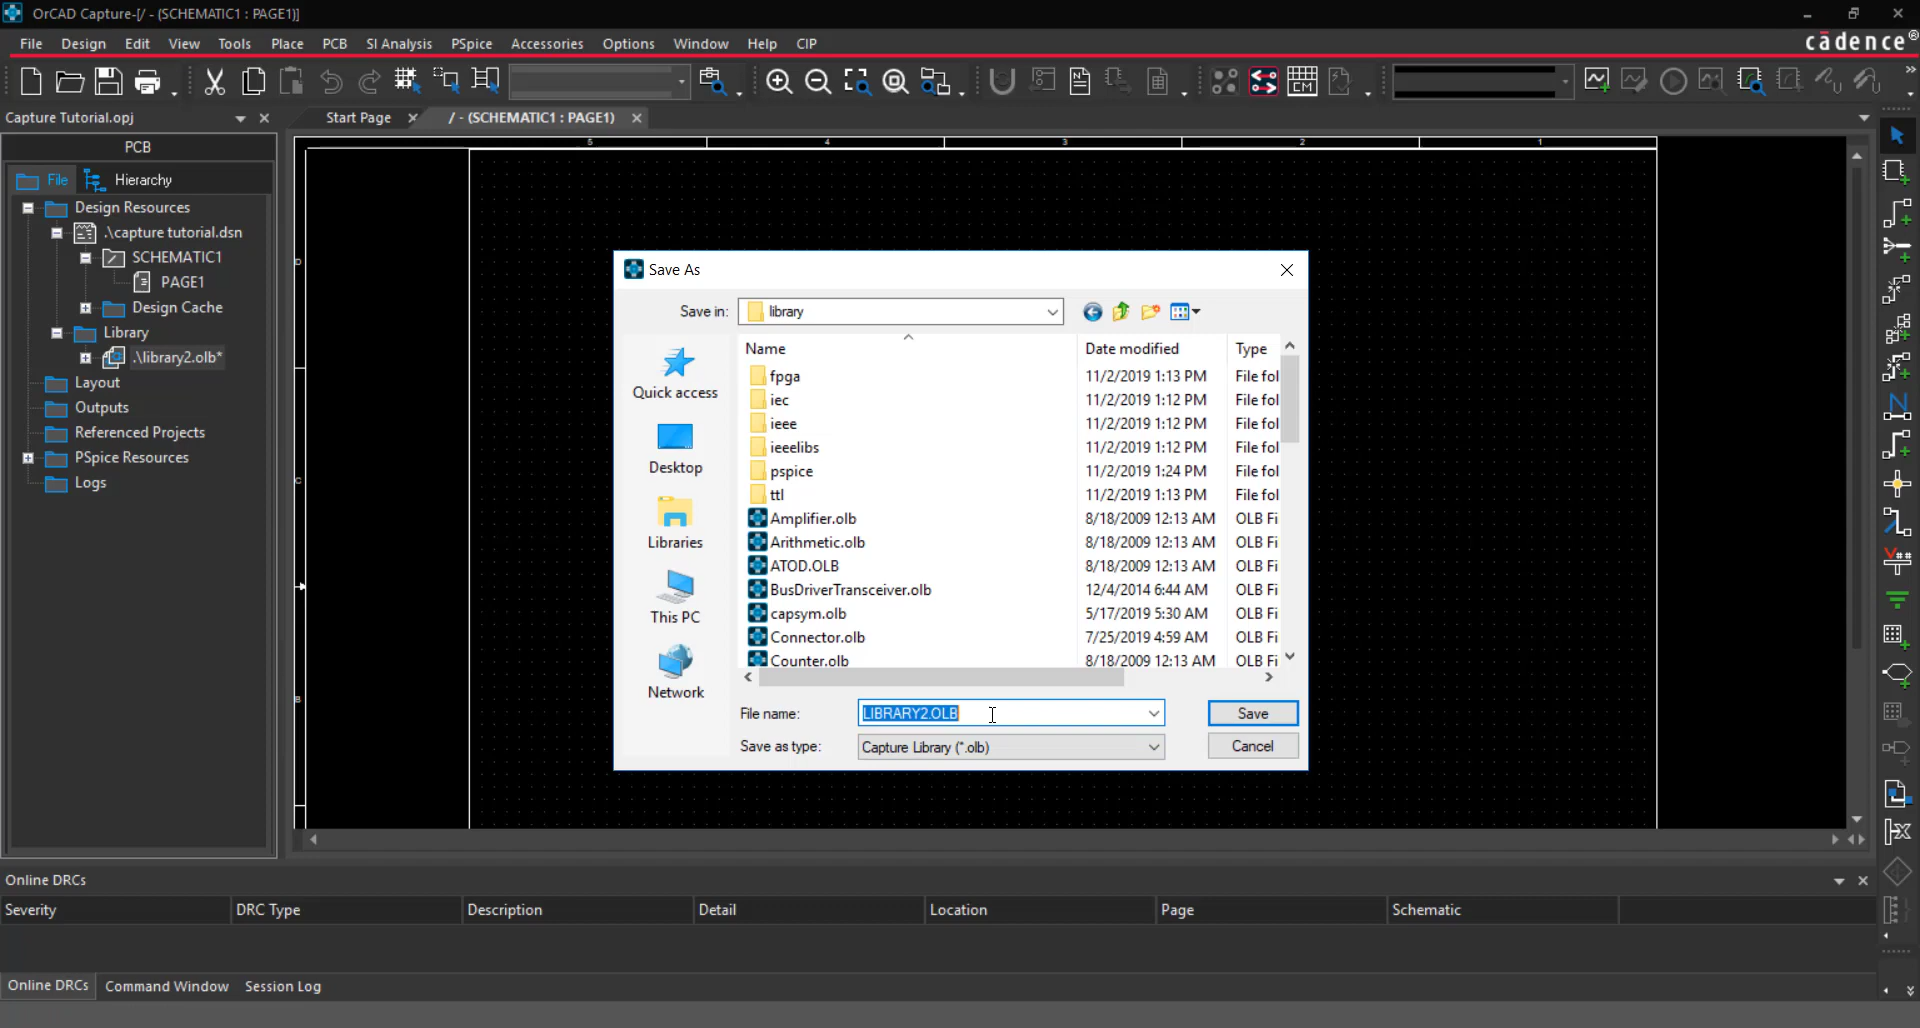 OrCAD Capture-[/ - (SCHEMATIC1 : PAGE1)]
File Design Edit View Tools Place PCB SI Analysis PSpice Accessories Options Window Help CIP
cādence®
Capture Tutorial.opj
Start Page
/ - (SCHEMATIC1 : PAGE1)
PCB
File
Hierarchy
Design Resources
.\capture tutorial.dsn
SCHEMATIC1
PAGE1
Design Cache
Library
.\library2.olb*
Layout
Outputs
Referenced Projects
PSpice Resources
Logs
5 4 3 2 1
D
C
B
Save As
Save in: library
Quick access
Desktop
Libraries
This PC
Network
Name Date modified Type
fpga 11/2/2019 1:13 PM File fol
iec 11/2/2019 1:12 PM File fol
ieee 11/2/2019 1:12 PM File fol
ieeelibs 11/2/2019 1:12 PM File fol
pspice 11/2/2019 1:24 PM File fol
ttl 11/2/2019 1:13 PM File fol
Amplifier.olb 8/18/2009 12:13 AM OLB Fi
Arithmetic.olb 8/18/2009 12:13 AM OLB Fi
ATOD.OLB 8/18/2009 12:13 AM OLB Fi
BusDriverTransceiver.olb 12/4/2014 6:44 AM OLB Fi
capsym.olb 5/17/2019 5:30 AM OLB Fi
Connector.olb 7/25/2019 4:59 AM OLB Fi
Counter.olb 8/18/2009 12:13 AM OLB Fi
File name: LIBRARY2.OLB Save
Save as type: Capture Library (*.olb) Cancel
Online DRCs
Severity DRC Type Description Detail Location Page Schematic
Online DRCs Command Window Session Log